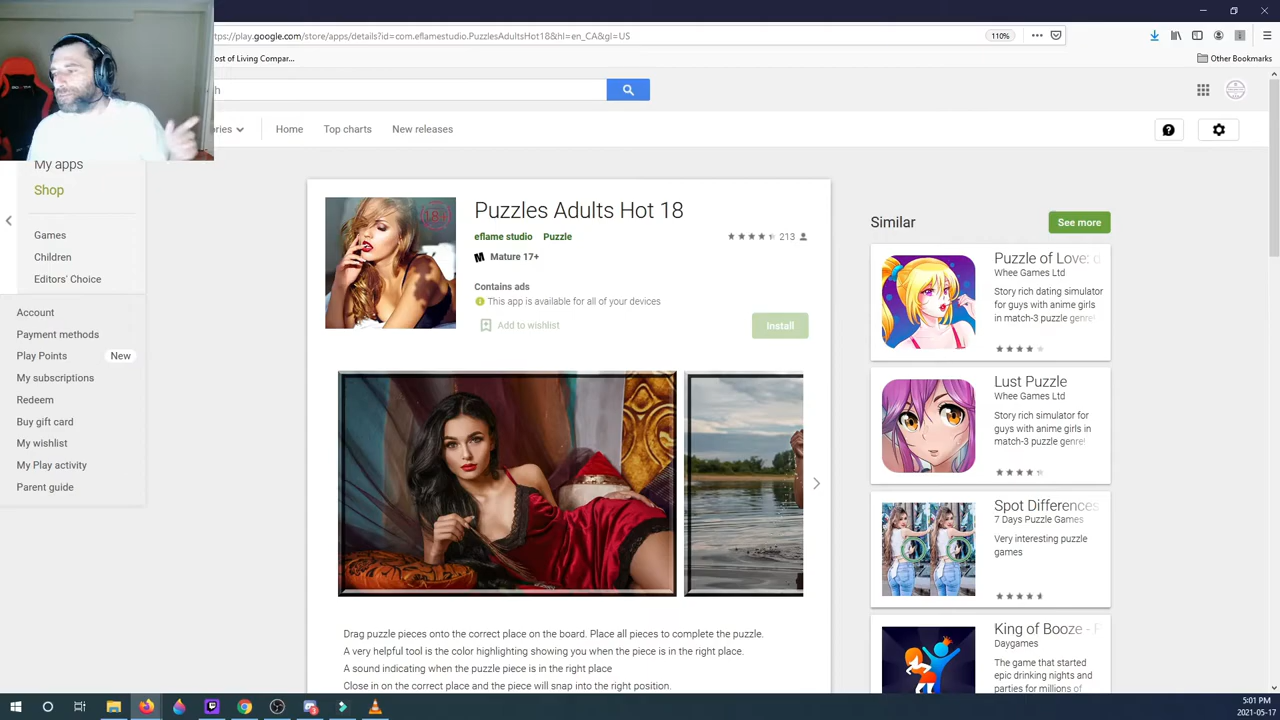 ttps://play.google.com/store/apps/details?id=com.eflamestudio.PuzzlesAdultsHot18&hl=en_CA&gl=US
110%
ost of Living Compar...
Other Bookmarks
h
ries
Home
Top charts
New releases
My apps
Shop
Games
Children
Editors' Choice
Account
Payment methods
Play Points
New
My subscriptions
Redeem
Buy gift card
My wishlist
My Play activity
Parent guide
18+
Puzzles Adults Hot 18
eflame studio Puzzle
213
Mature 17+
Contains ads
This app is available for all of your devices
Add to wishlist
Install
Drag puzzle pieces onto the correct place on the board. Place all pieces to complete the puzzle.
A very helpful tool is the color highlighting showing you when the piece is in the right place.
A sound indicating when the puzzle piece is in the right place
Close in on the correct place and the piece will snap into the right position.
Similar
See more
Puzzle of Love: d
Whee Games Ltd
Story rich dating simulator
for guys with anime girls
in match-3 puzzle genre!
Lust Puzzle
Whee Games Ltd
Story rich simulator for
guys with anime girls in
match-3 puzzle genre!
Spot Differences
7 Days Puzzle Games
Very interesting puzzle
games
King of Booze - P
Daygames
The game that started
epic drinking nights and
parties for millions of
5:01 PM
2021-05-17